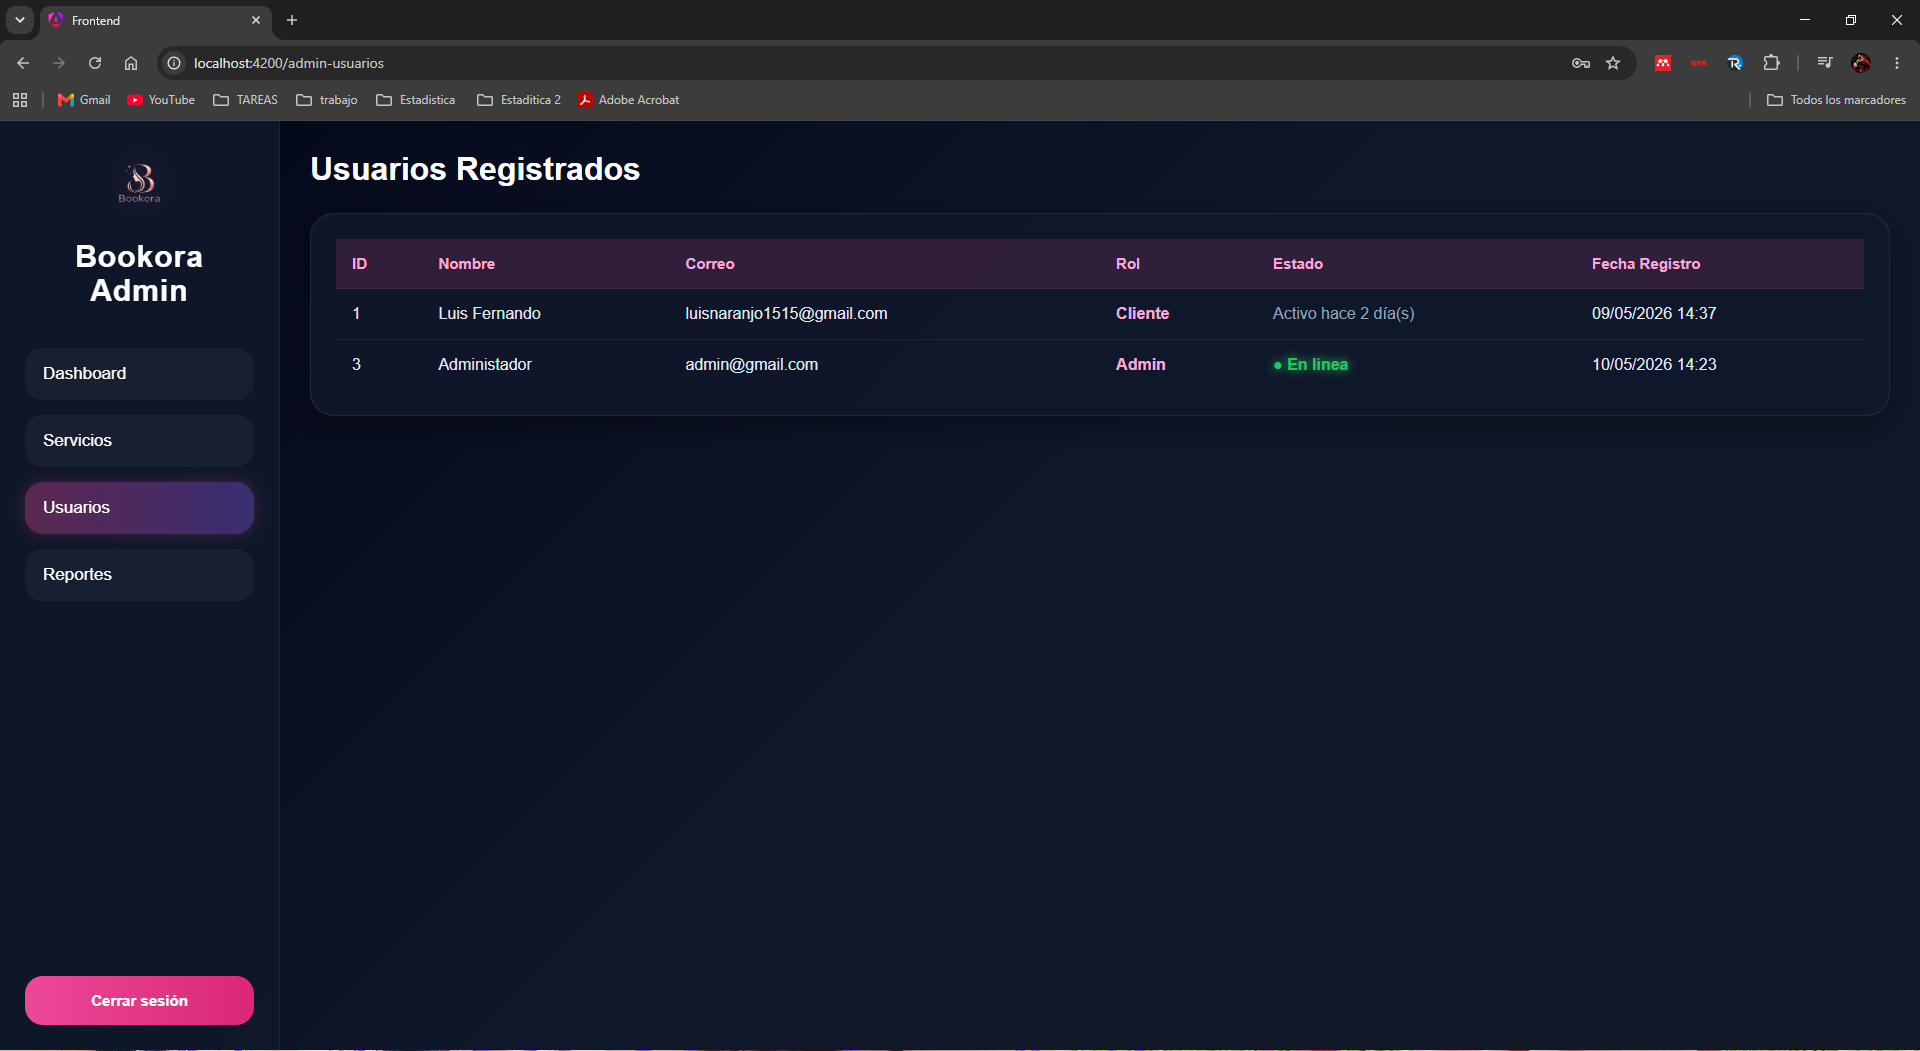 Frontend
localhost:4200/admin-usuarios
Gmail YouTube TAREAS trabajo Estadistica Estaditica 2 Adobe Acrobat Todos los marcadores
Bookora
Bookora
Admin
Dashboard
Servicios
Usuarios
Reportes
Cerrar sesión
Usuarios Registrados
ID Nombre Correo Rol Estado Fecha Registro
1 Luis Fernando luisnaranjo1515@gmail.com Cliente Activo hace 2 día(s) 09/05/2026 14:37
3 Administador admin@gmail.com Admin ● En línea 10/05/2026 14:23